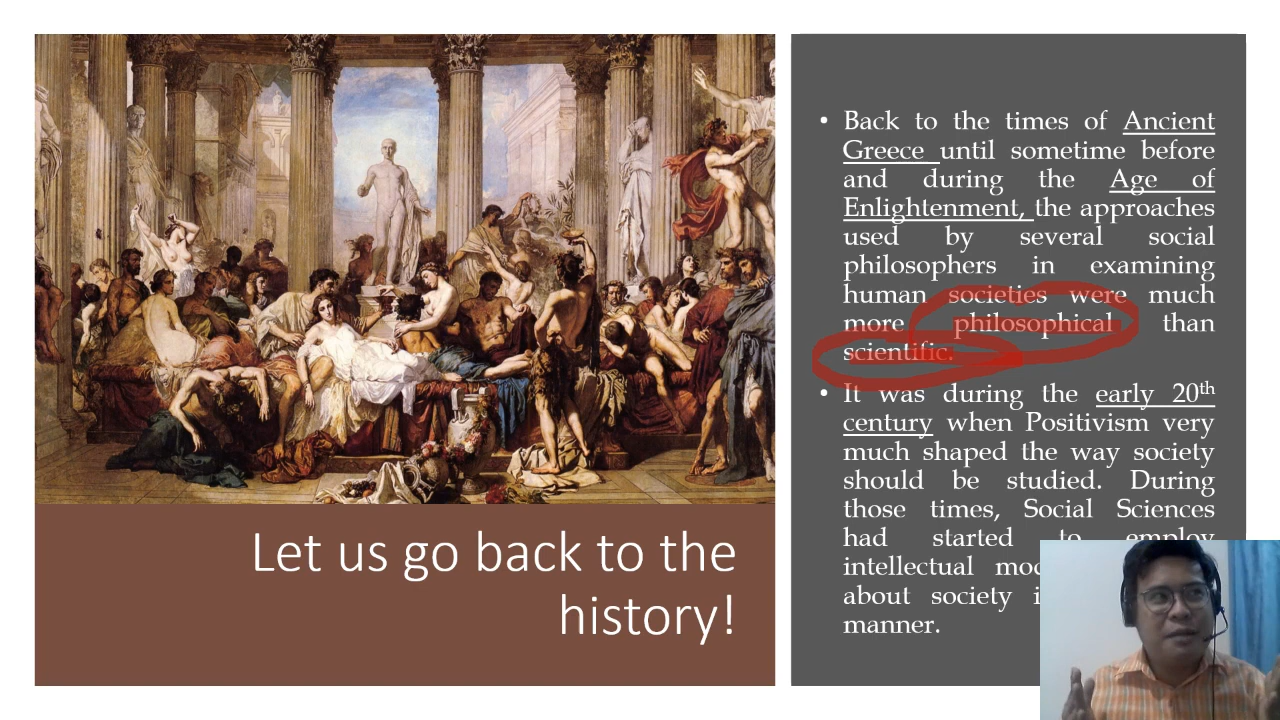 Let us go back to the
history!
• Back to the times of Ancient
Greece until sometime before
and during the Age of
Enlightenment, the approaches
used by several social
philosophers in examining
human societies were much
more philosophical than
scientific.
• It was during the early 20th
century when Positivism very
much shaped the way society
should be studied. During
those times, Social Sciences
had started to employ
intellectual
about society
manner.